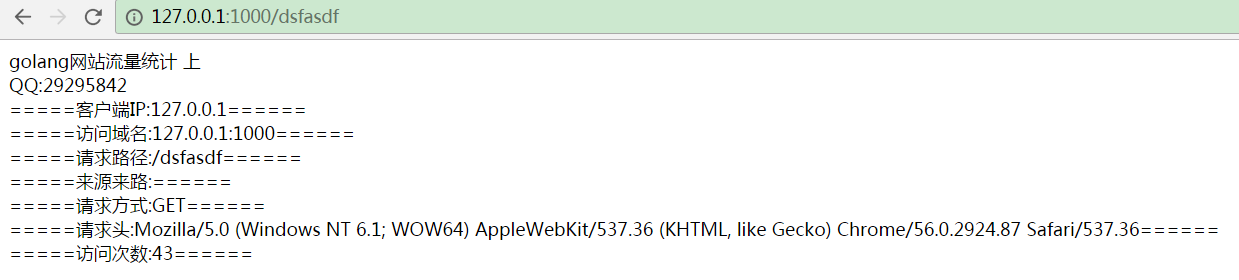 127.0.0.1:1000/dsfasdf
golang网站流量统计 上
QQ:29295842
=====客户端IP:127.0.0.1======
=====访问域名:127.0.0.1:1000======
=====请求路径:/dsfasdf======
=====来源来路:======
=====请求方式:GET======
=====请求头:Mozilla/5.0 (Windows NT 6.1; WOW64) AppleWebKit/537.36 (KHTML, like Gecko) Chrome/56.0.2924.87 Safari/537.36======
=====访问次数:43======